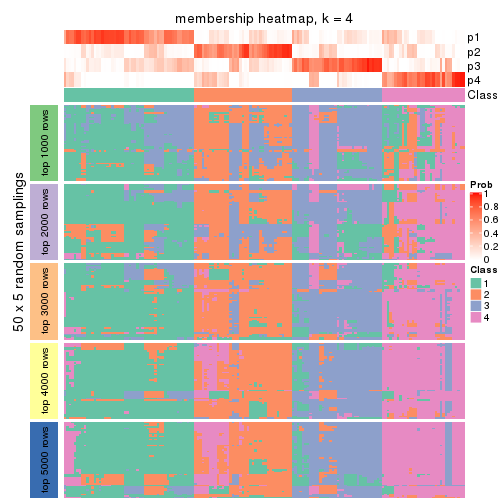 membership heatmap, k = 4
p1
p2
p3
p4
Class
50 x 5 random samplings
top 1000 rows
top 2000 rows
top 3000 rows
top 4000 rows
top 5000 rows
Prob
1
0.8
0.6
0.4
0.2
0
Class
1
2
3
4